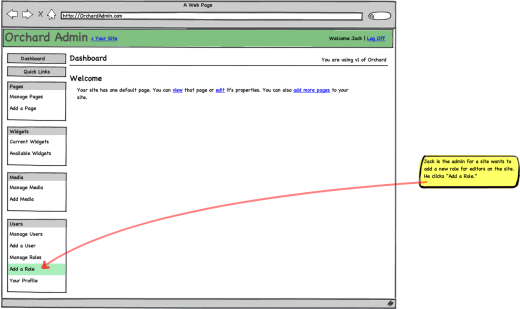 A Web Page
http://OrchardAdmin.com
Orchard Admin < Your Site
Welcome Jack | Log Off
Dashboard
Quick Links
Pages
Manage Pages
Add a Page
Widgets
Current Widgets
Available Widgets
Media
Manage Media
Add Media
Users
Manage Users
Add a User
Manage Roles
Add a Role
Your Profile
Dashboard
You are using v1 of Orchard
Welcome
Your site has one default page. You can view that page or edit it's properties. You can also add more pages to your
site.
Jack is the admin for a site wants to
add a new role for editors on the site.
He clicks "Add a Role."